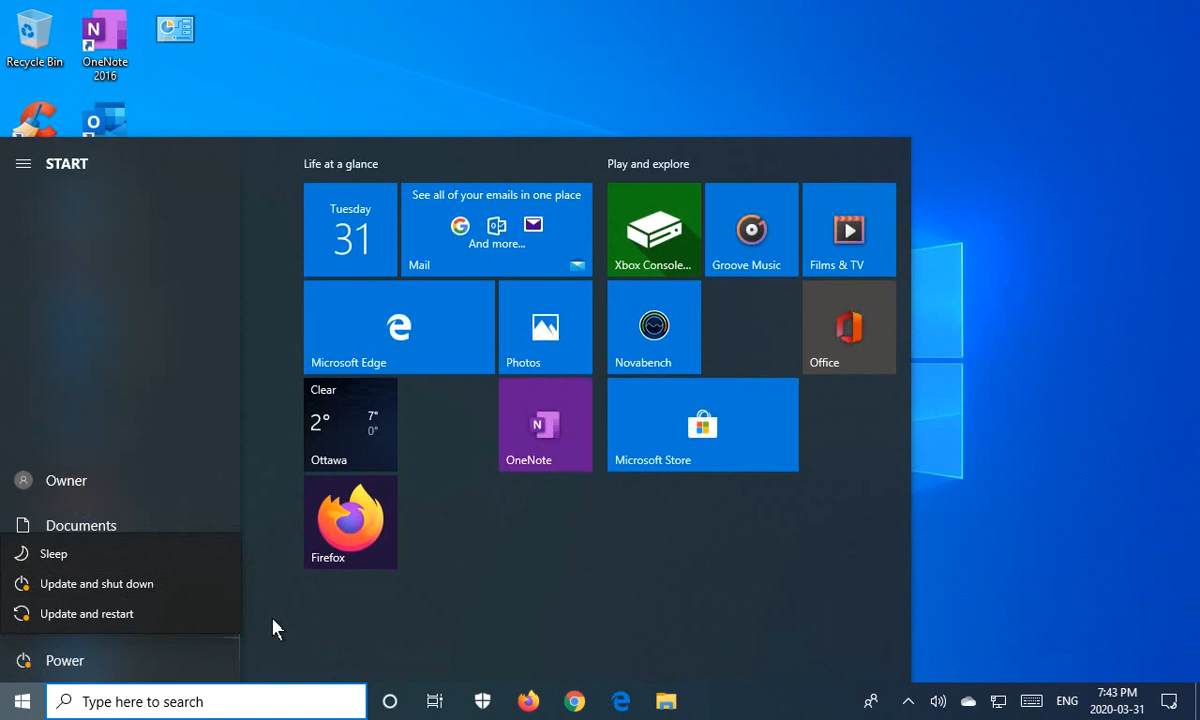 Recycle Bin
OneNote
2016
START
Life at a glance
Play and explore
Tuesday
31
See all of your emails in one place
And more...
Mail
Xbox Console...
Groove Music
Films & TV
Microsoft Edge
Photos
Novabench
Office
Clear
2°
7°
0°
Ottawa
OneNote
Microsoft Store
Firefox
Owner
Documents
Sleep
Update and shut down
Update and restart
Power
Type here to search
ENG
7:43 PM
2020-03-31